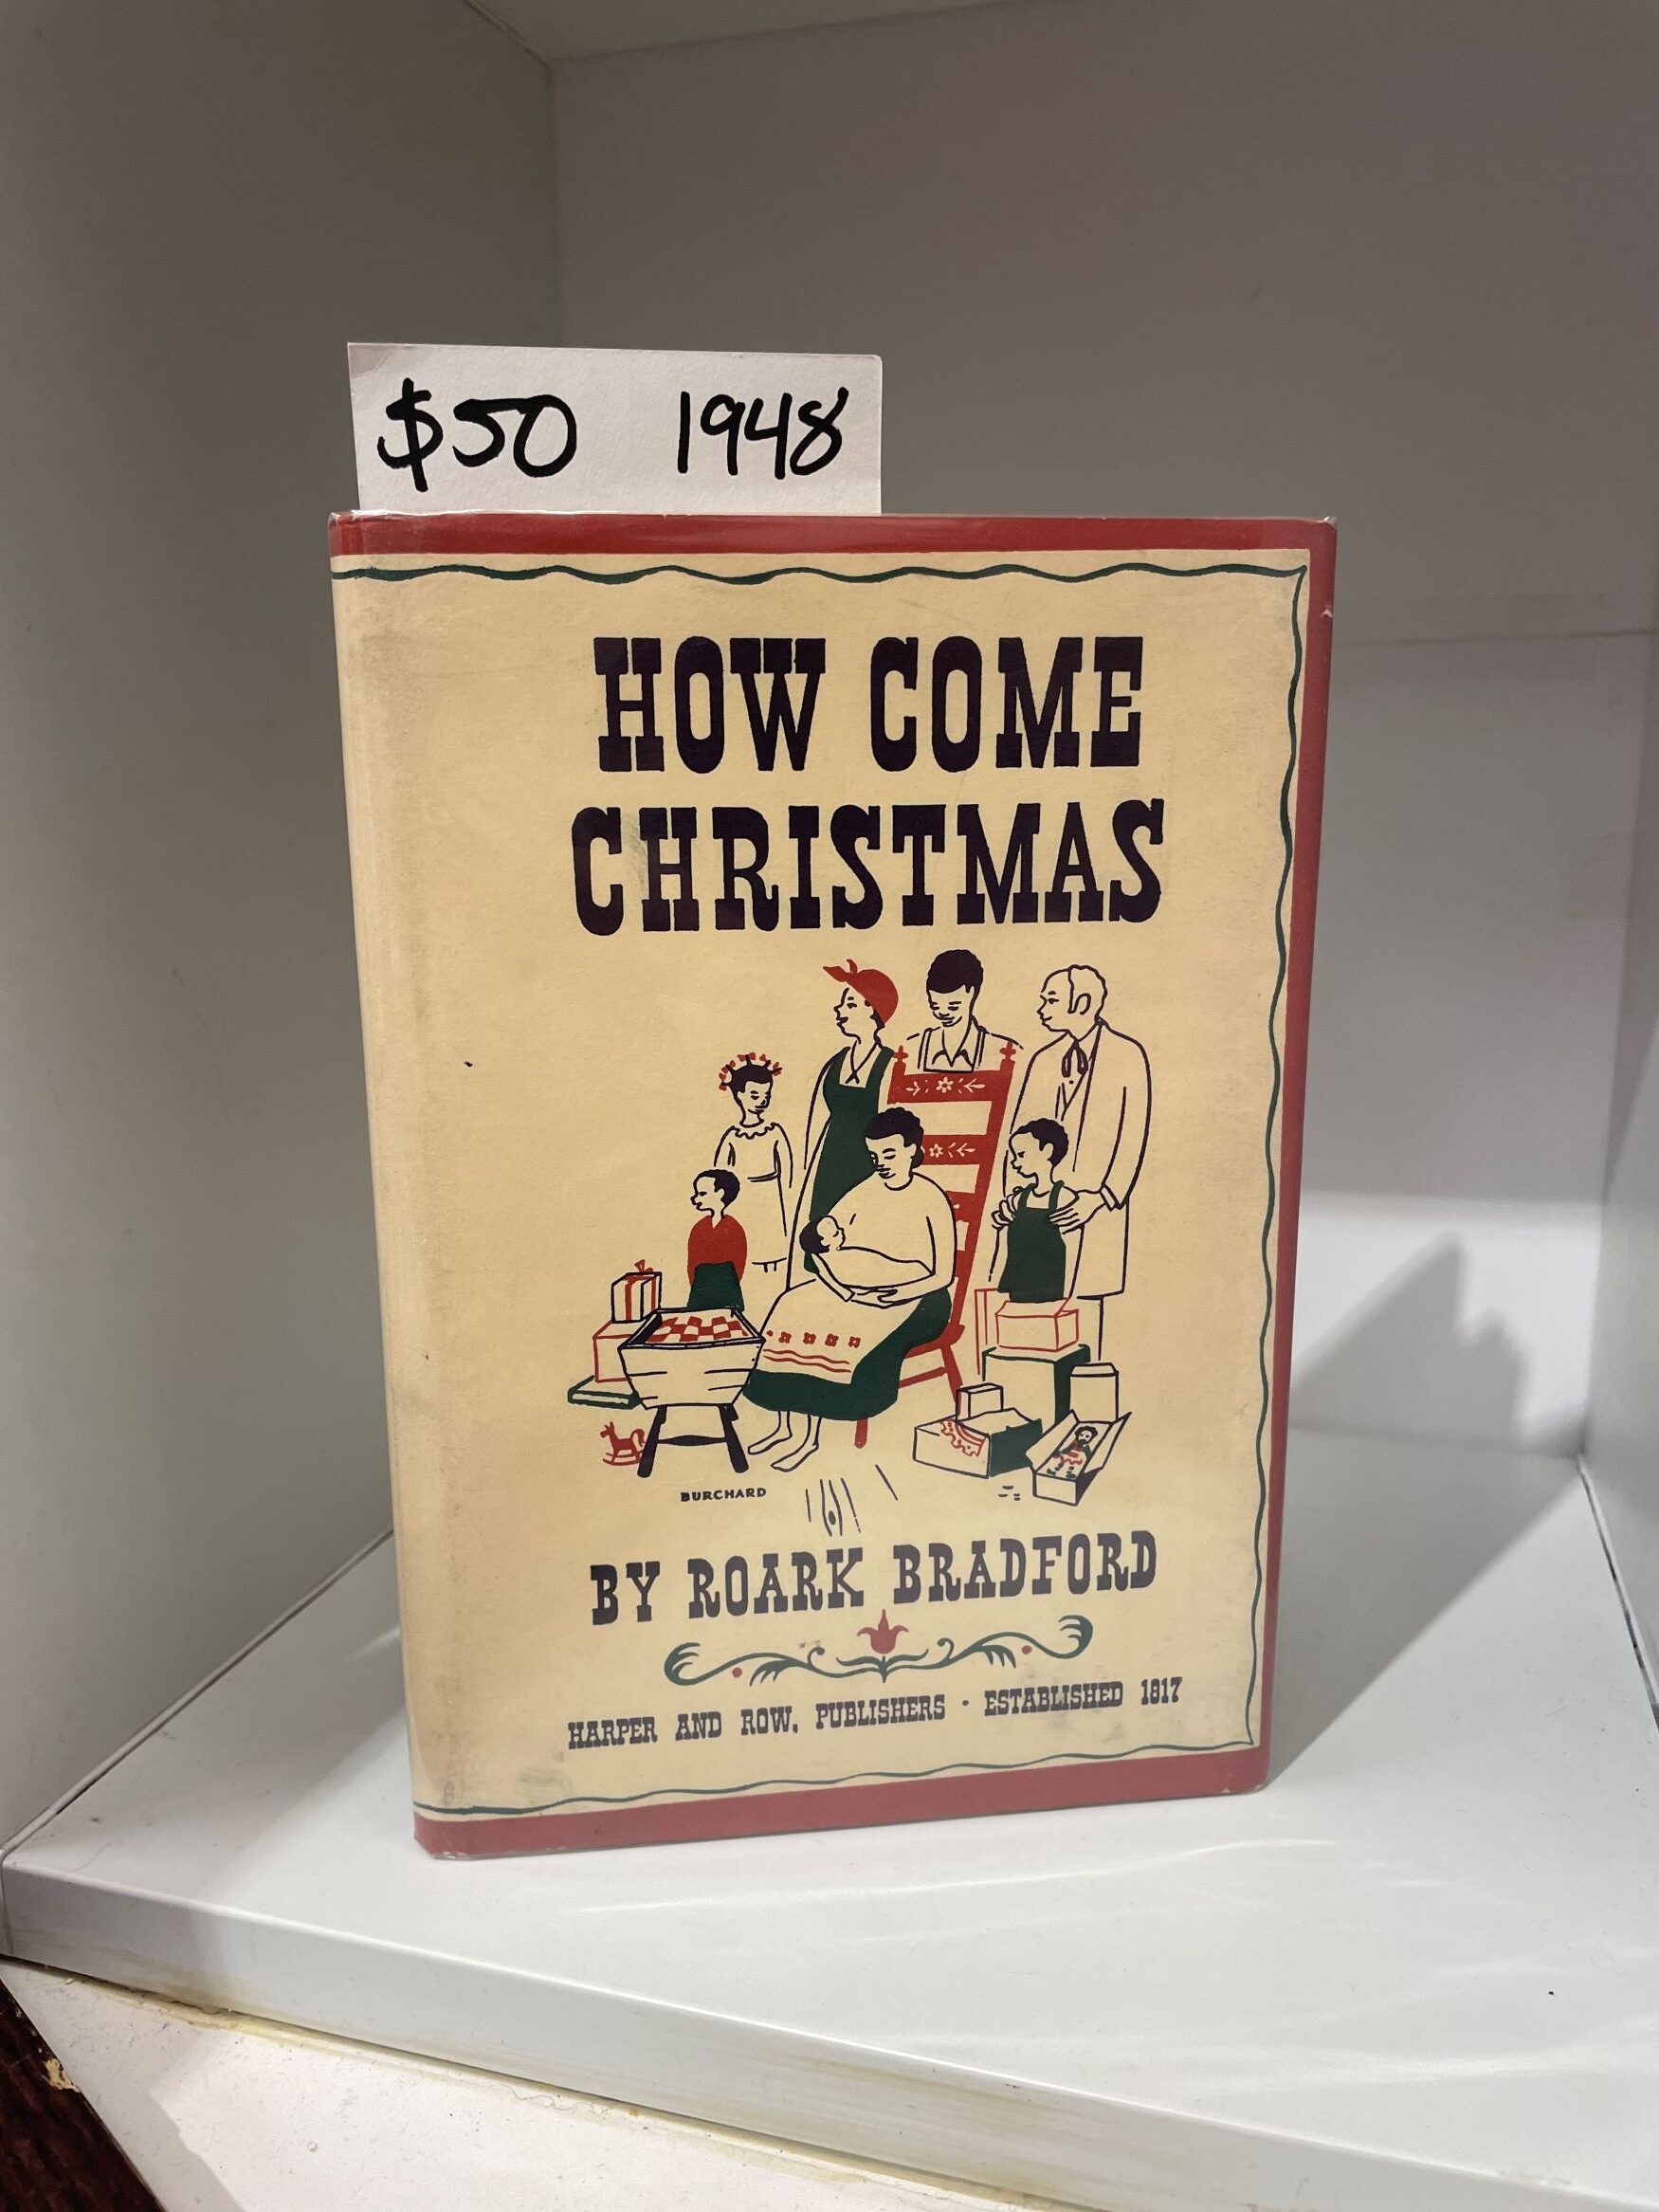 $50 1948
HOW COME
CHRISTMAS
BURCHARD
BY ROARK BRADFORD
HARPER AND ROW, PUBLISHERS · ESTABLISHED 1817